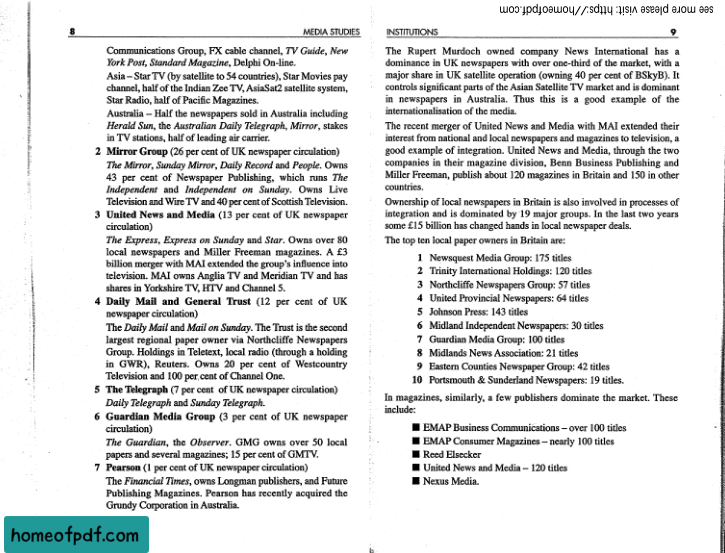 see more please visit: https://homeofpdf.com
8 MEDIA STUDIES
Communications Group, FX cable channel, TV Guide, New
York Post, Standard Magazine, Delphi On-line.
Asia – Star TV (by satellite to 54 countries), Star Movies pay
channel, half of the Indian Zee TV, AsiaSat2 satellite system,
Star Radio, half of Pacific Magazines.
Australia – Half the newspapers sold in Australia including
Herald Sun, the Australian Daily Telegraph, Mirror, stakes
in TV stations, half of leading air carrier.
2 Mirror Group (26 per cent of UK newspaper circulation)
The Mirror, Sunday Mirror, Daily Record and People. Owns
43 per cent of Newspaper Publishing, which runs The
Independent and Independent on Sunday. Owns Live
Television and Wire TV and 40 per cent of Scottish Television.
3 United News and Media (13 per cent of UK newspaper
circulation)
The Express, Express on Sunday and Star. Owns over 80
local newspapers and Miller Freeman magazines. A £3
billion merger with MAI extended the group's influence into
television. MAI owns Anglia TV and Meridian TV and has
shares in Yorkshire TV, HTV and Channel 5.
4 Daily Mail and General Trust (12 per cent of UK
newspaper circulation)
The Daily Mail and Mail on Sunday. The Trust is the second
largest regional paper owner via Northcliffe Newspapers
Group. Holdings in Teletext, local radio (through a holding
in GWR), Reuters. Owns 20 per cent of Westcountry
Television and 100 per cent of Channel One.
5 The Telegraph (7 per cent of UK newspaper circulation)
Daily Telegraph and Sunday Telegraph.
6 Guardian Media Group (3 per cent of UK newspaper
circulation)
The Guardian, the Observer. GMG owns over 50 local
papers and several magazines; 15 per cent of GMTV.
7 Pearson (1 per cent of UK newspaper circulation)
The Financial Times, owns Longman publishers, and Future
Publishing Magazines. Pearson has recently acquired the
Grundy Corporation in Australia.
INSTITUTIONS 9
The Rupert Murdoch owned company News International has a
dominance in UK newspapers with over one-third of the market, with a
major share in UK satellite operation (owning 40 per cent of BSkyB). It
controls significant parts of the Asian Satellite TV market and is dominant
in newspapers in Australia. Thus this is a good example of the
internationalisation of the media.
The recent merger of United News and Media with MAI extended their
interest from national and local newspapers and magazines to television, a
good example of integration. United News and Media, through the two
companies in their magazine division, Benn Business Publishing and
Miller Freeman, publish about 120 magazines in Britain and 150 in other
countries.
Ownership of local newspapers in Britain is also involved in processes of
integration and is dominated by 19 major groups. In the last two years
some £15 billion has changed hands in local newspaper deals.
The top ten local paper owners in Britain are:
1 Newsquest Media Group: 175 titles
2 Trinity International Holdings: 120 titles
3 Northcliffe Newspapers Group: 57 titles
4 United Provincial Newspapers: 64 titles
5 Johnson Press: 143 titles
6 Midland Independent Newspapers: 30 titles
7 Guardian Media Group: 100 titles
8 Midlands News Association: 21 titles
9 Eastern Counties Newspaper Group: 42 titles
10 Portsmouth & Sunderland Newspapers: 19 titles.
In magazines, similarly, a few publishers dominate the market. These
include:
■ EMAP Business Communications – over 100 titles
■ EMAP Consumer Magazines – nearly 100 titles
■ Reed Elsecker
■ United News and Media – 120 titles
■ Nexus Media.
homeofpdf.com